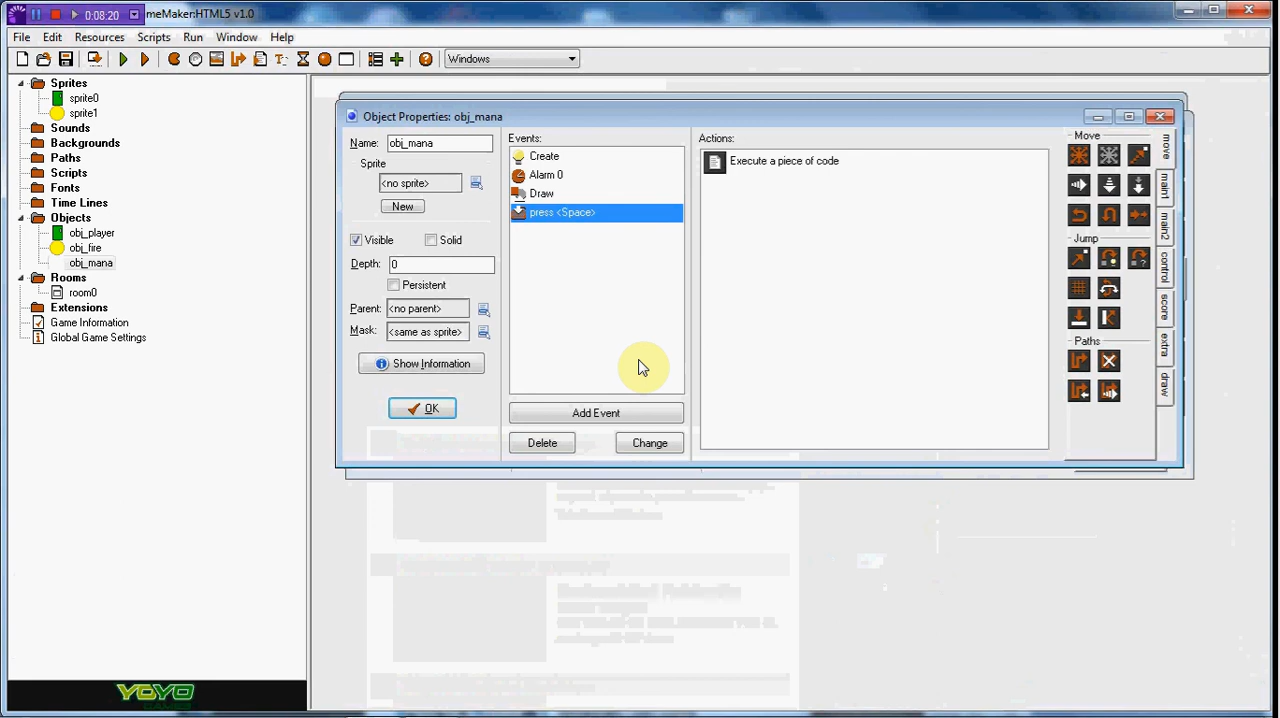 0:08:20
meMaker:HTML5 v1.0
File Edit Resources Scripts Run Window Help
Windows
Sprites
sprite0
sprite1
Sounds
Backgrounds
Paths
Scripts
Fonts
Time Lines
Objects
obj_player
obj_fire
obj_mana
Rooms
room0
Extensions
Game Information
Global Game Settings
YOYO
GAMES
Object Properties: obj_mana
Name: obj_mana
Sprite
<no sprite>
New
Visible Solid
Depth: 0
Persistent
Parent: <no parent>
Mask: <same as sprite>
Show Information
OK
Events:
Create
Alarm 0
Draw
press <Space>
Add Event
Delete Change
Actions:
Execute a piece of code
Move
Jump
Paths
move
main1
main2
control
score
extra
draw